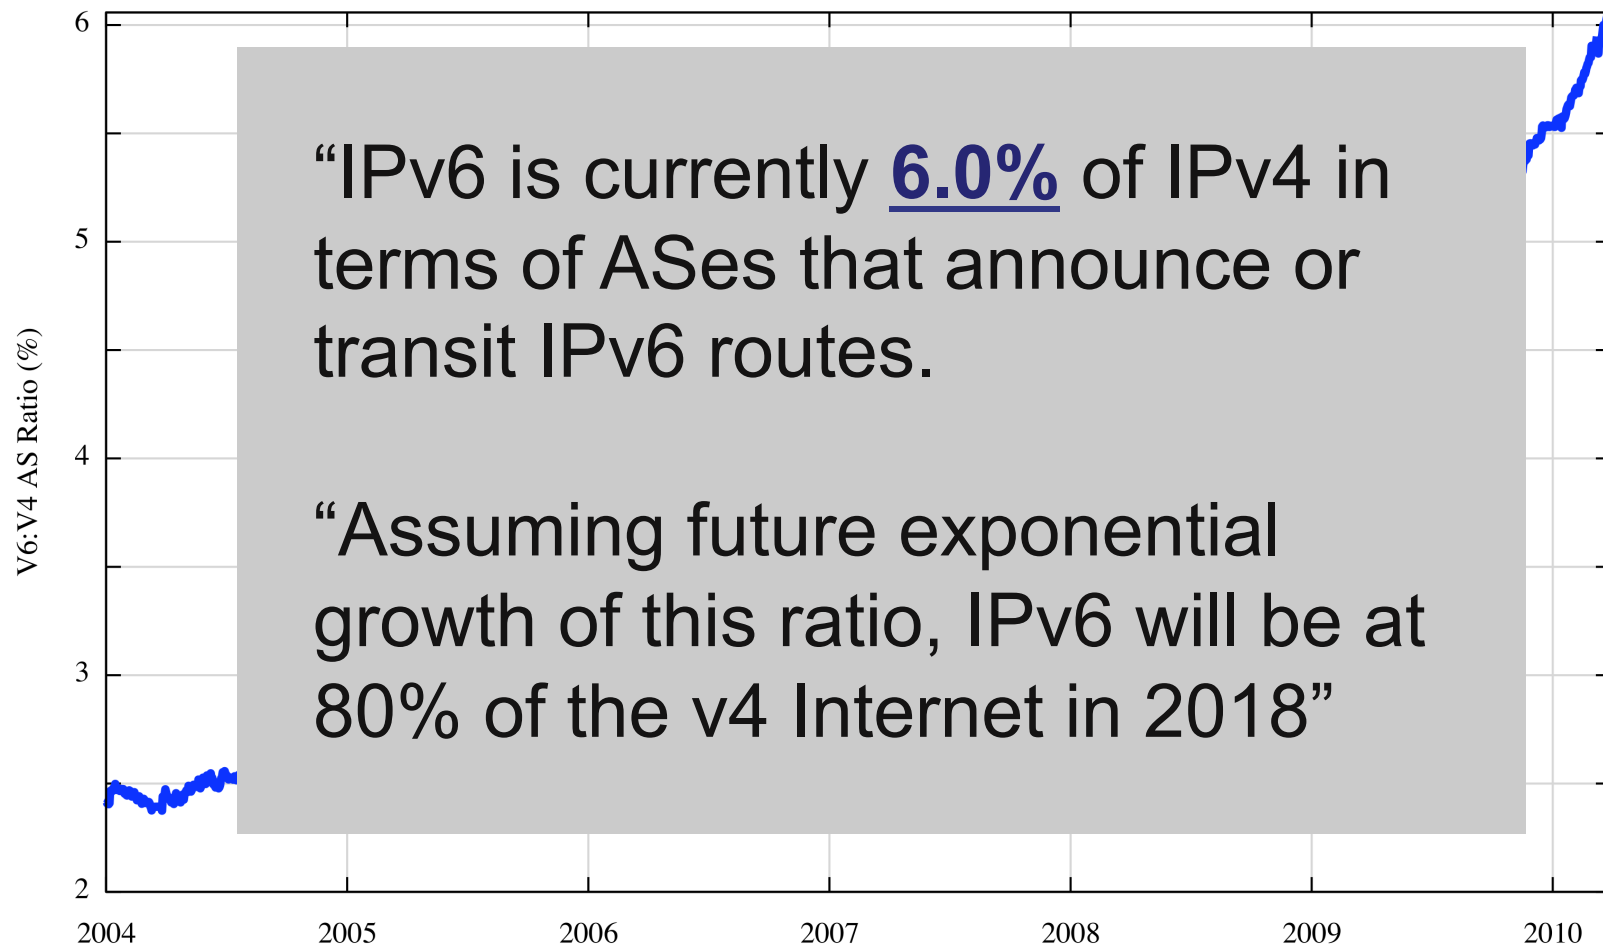 6
5
4
3
2
V6:V4 AS Ratio (%)
“IPv6 is currently 6.0% of IPv4 in
terms of ASes that announce or
transit IPv6 routes.
“Assuming future exponential
growth of this ratio, IPv6 will be at
80% of the v4 Internet in 2018”
2004 2005 2006 2007 2008 2009 2010